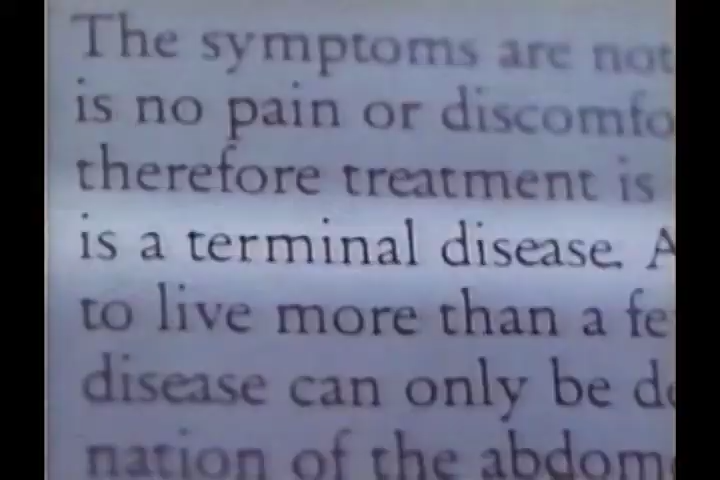 The symptoms are not
is no pain or discomfo
therefore treatment is
is a terminal disease. A
to live more than a fe
disease can only be de
nation of the abdom